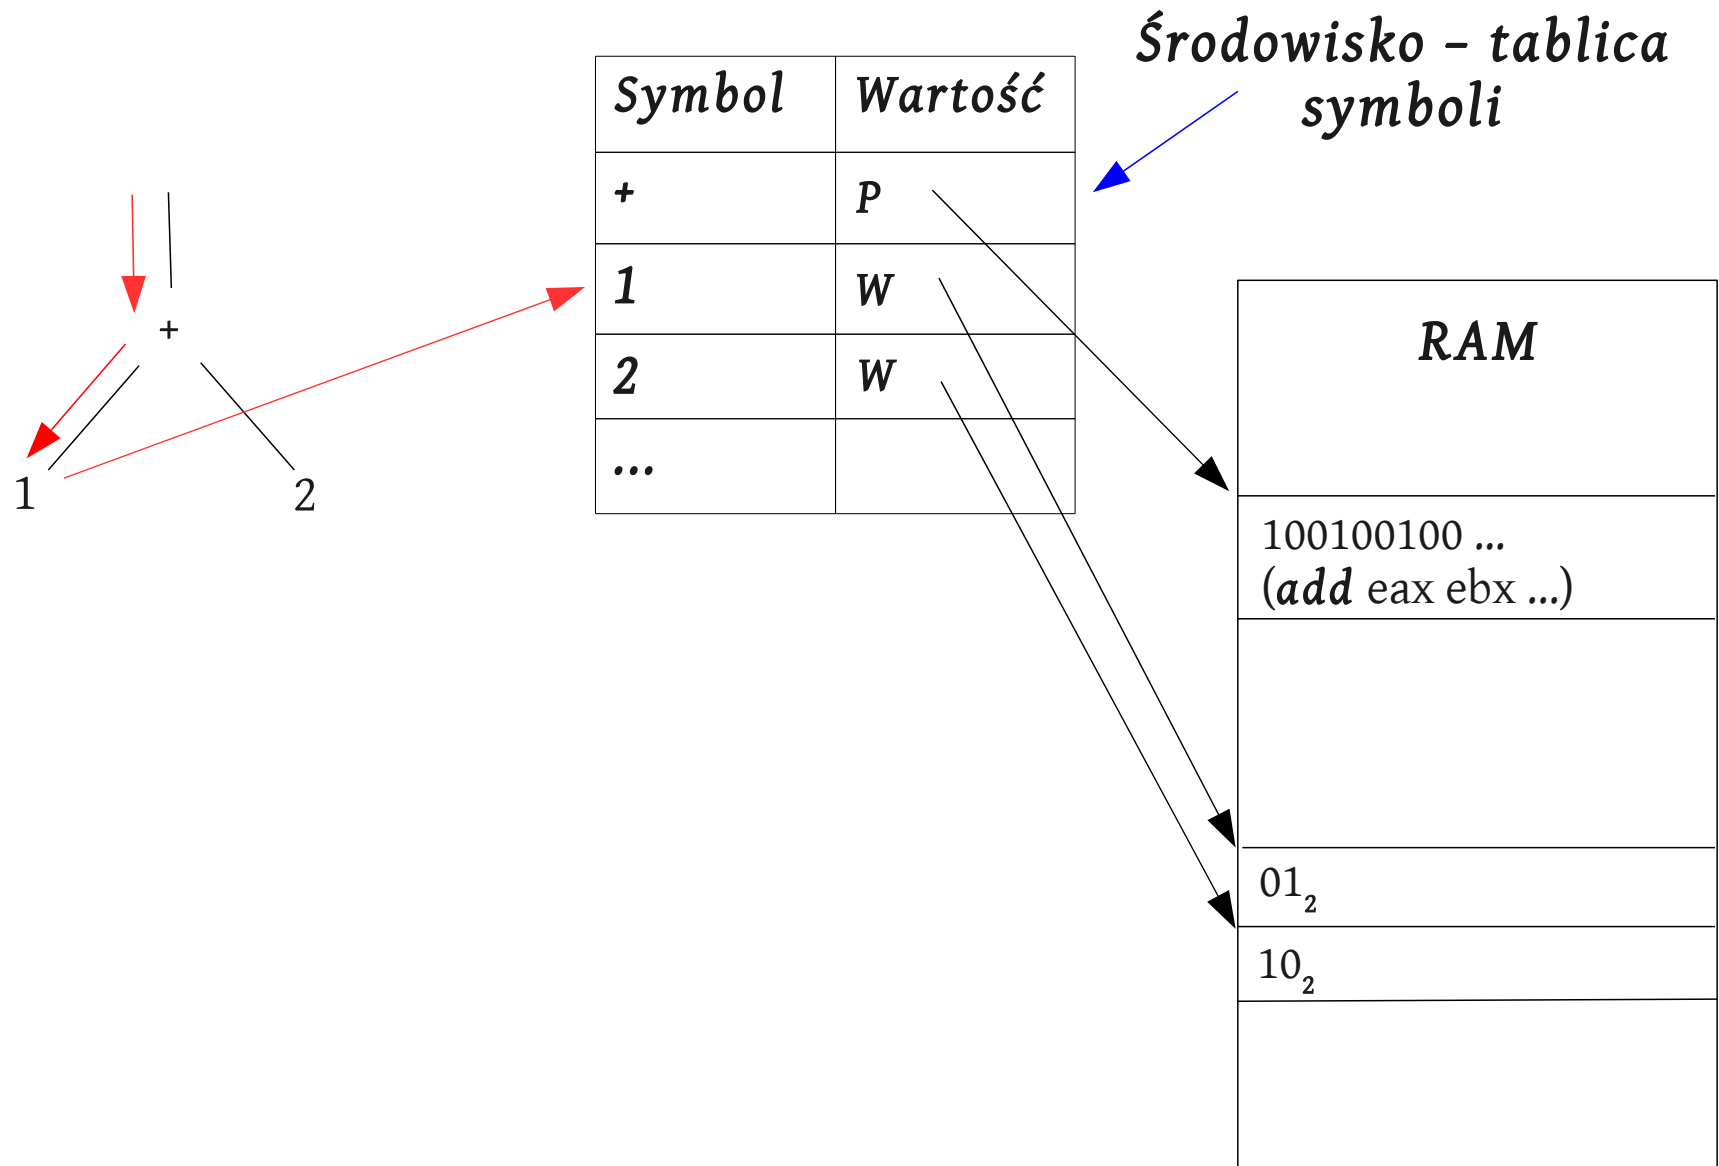 Środowisko – tablica
symboli
Symbol Wartość
+ P
1 W
2 W
...
+
1 2
RAM
100100100 ...
(add eax ebx ...)
01₂
10₂